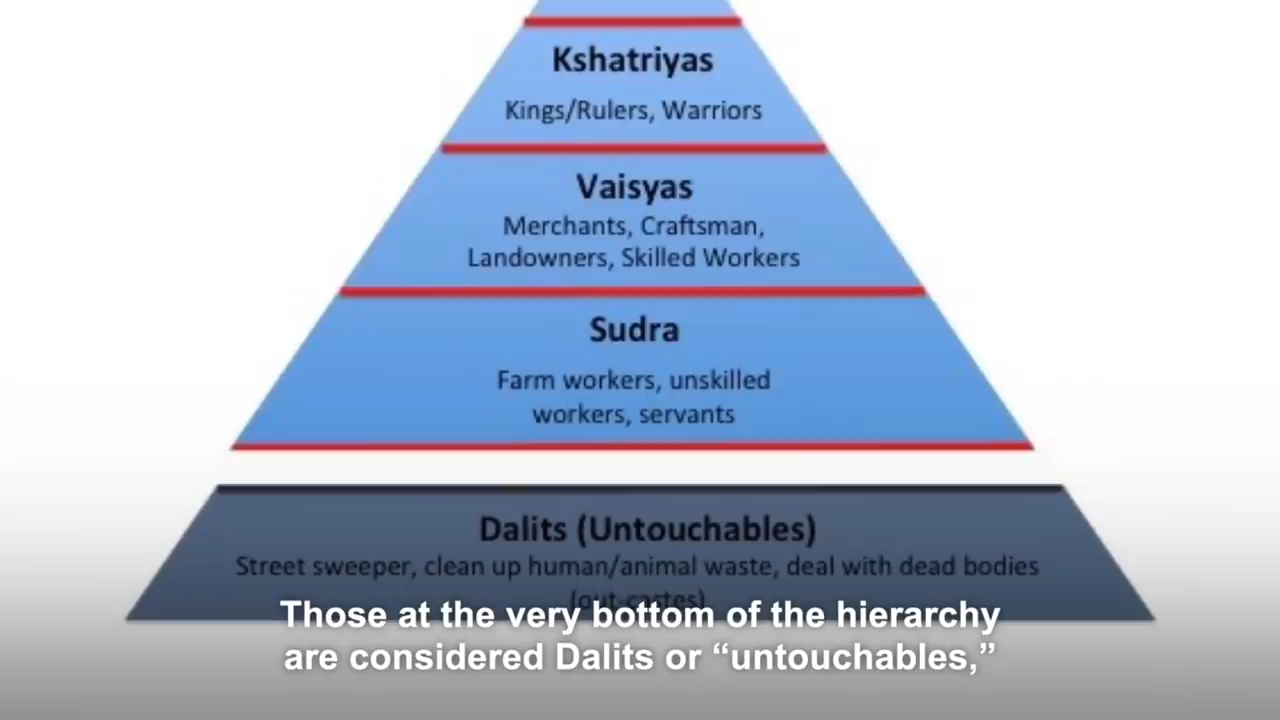 Kshatriyas
Kings/Rulers, Warriors
Vaisyas
Merchants, Craftsman,
Landowners, Skilled Workers
Sudra
Farm workers, unskilled
workers, servants
Dalits (Untouchables)
Street sweeper, clean up human/animal waste, deal with dead bodies
(out-castes)
Those at the very bottom of the hierarchy
are considered Dalits or “untouchables,”